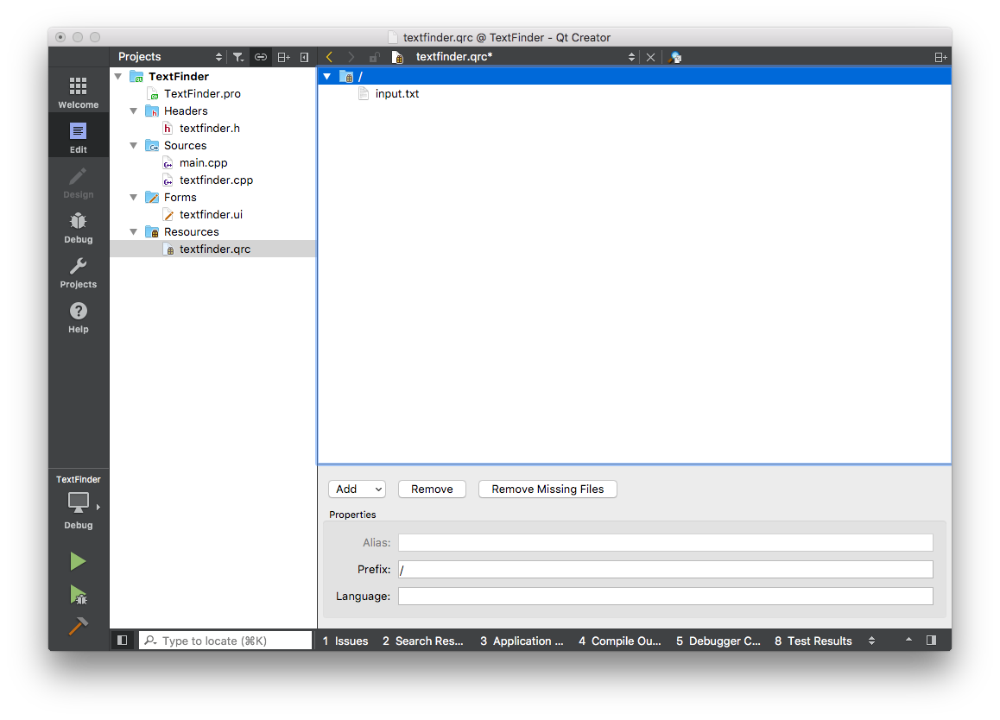 textfinder.qrc @ TextFinder - Qt Creator
Projects
textfinder.qrc*
Welcome
Edit
Design
Debug
Projects
Help
TextFinder
TextFinder.pro
Headers
textfinder.h
Sources
main.cpp
textfinder.cpp
Forms
textfinder.ui
Resources
textfinder.qrc
/
input.txt
Add
Remove
Remove Missing Files
Properties
Alias:
Prefix: /
Language:
TextFinder
Debug
Type to locate (⌘K)
1 Issues 2 Search Res... 3 Application ... 4 Compile Ou... 5 Debugger C... 8 Test Results